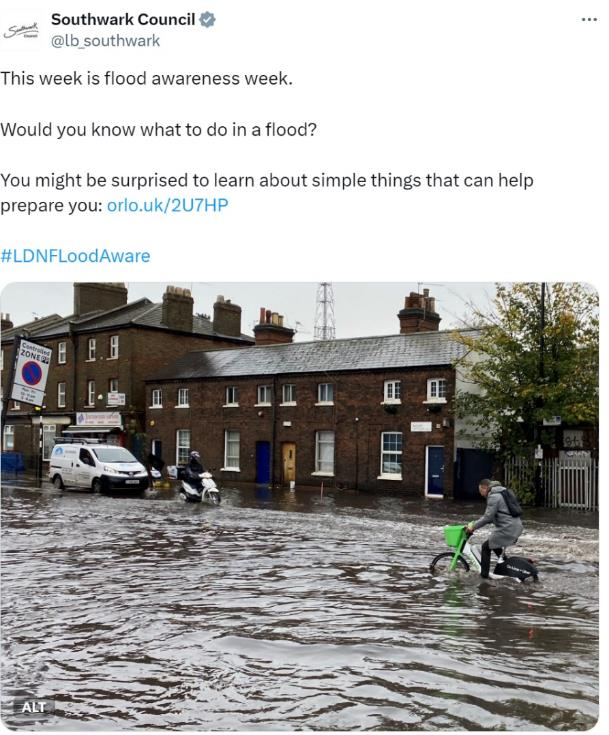 Southwark Council
@lb_southwark
This week is flood awareness week.
Would you know what to do in a flood?
You might be surprised to learn about simple things that can help
prepare you: orlo.uk/2U7HP
#LDNFLoodAware
Controlled
ZONE
ALT